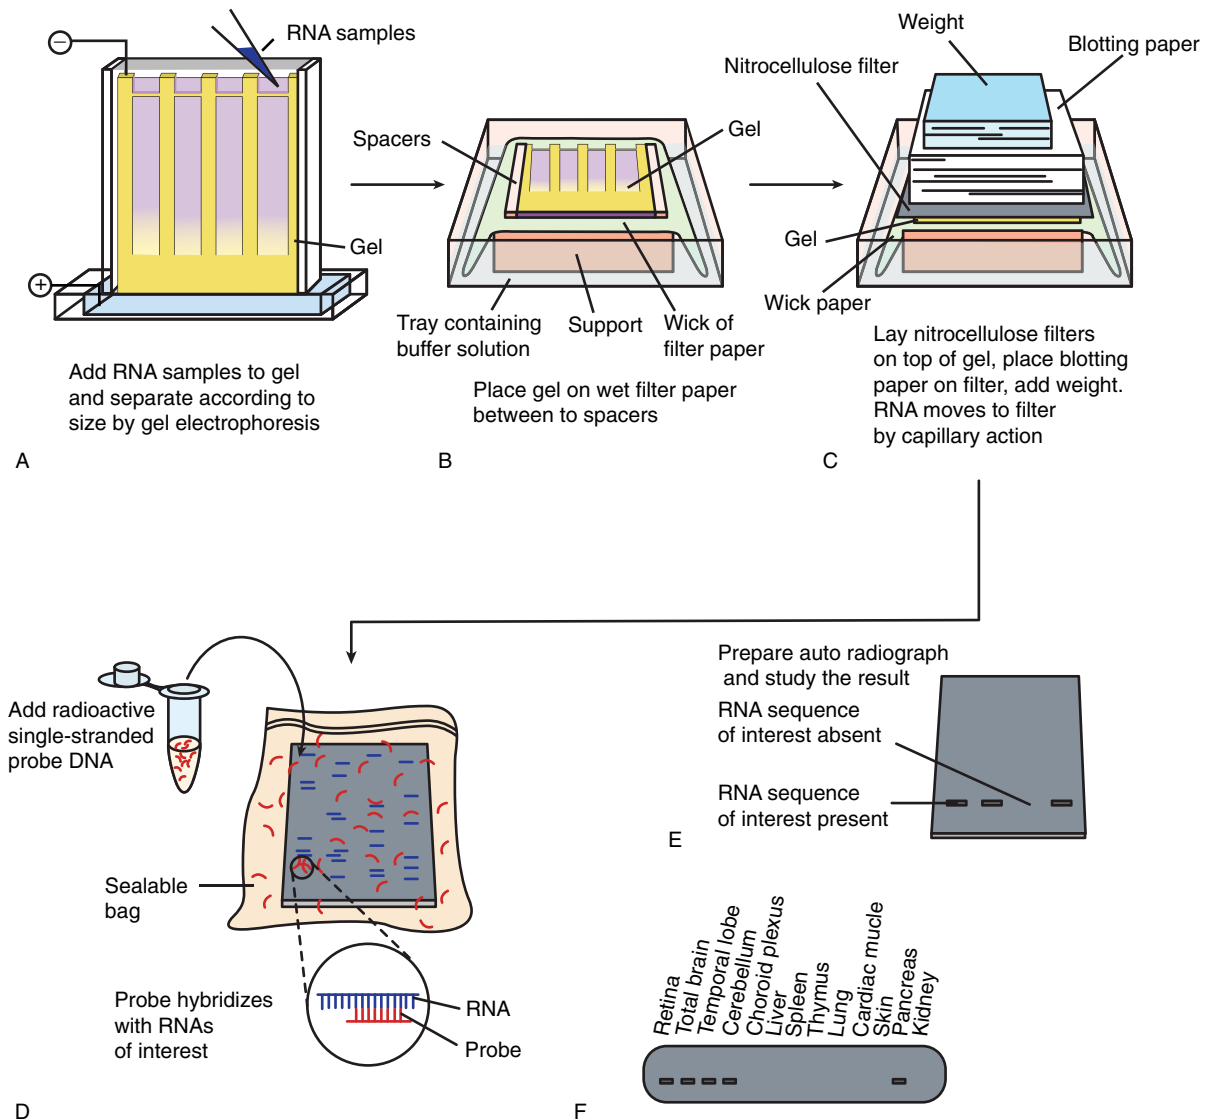 −
RNA samples
Gel
+
Add RNA samples to gel
and separate according to
size by gel electrophoresis
A
Spacers
Gel
Tray containing
buffer solution
Support
Wick of
filter paper
Place gel on wet filter paper
between to spacers
B
Weight
Blotting paper
Nitrocellulose filter
Gel
Wick paper
Lay nitrocellulose filters
on top of gel, place blotting
paper on filter, add weight.
RNA moves to filter
by capillary action
C
Add radioactive
single-stranded
probe DNA
Sealable
bag
Probe hybridizes
with RNAs
of interest
RNA
Probe
D
Prepare auto radiograph
and study the result
RNA sequence
of interest absent
RNA sequence
of interest present
E
Retina
Total brain
Temporal lobe
Cerebellum
Choroid plexus
Liver
Spleen
Thymus
Lung
Cardiac mucle
Skin
Pancreas
Kidney
F